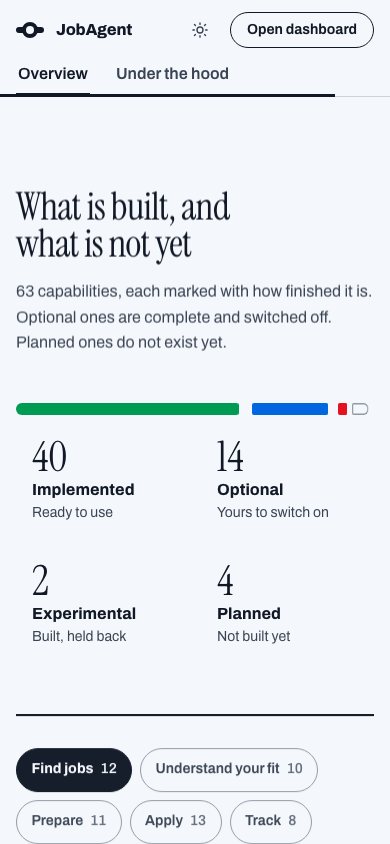 JobAgent
Open dashboard
Overview Under the hood
What is built, and
what is not yet
63 capabilities, each marked with how finished it is.
Optional ones are complete and switched off.
Planned ones do not exist yet.
40 14
Implemented Optional
Ready to use Yours to switch on
2 4
Experimental Planned
Built, held back Not built yet
Find jobs 12 Understand your fit 10
Prepare 11 Apply 13 Track 8